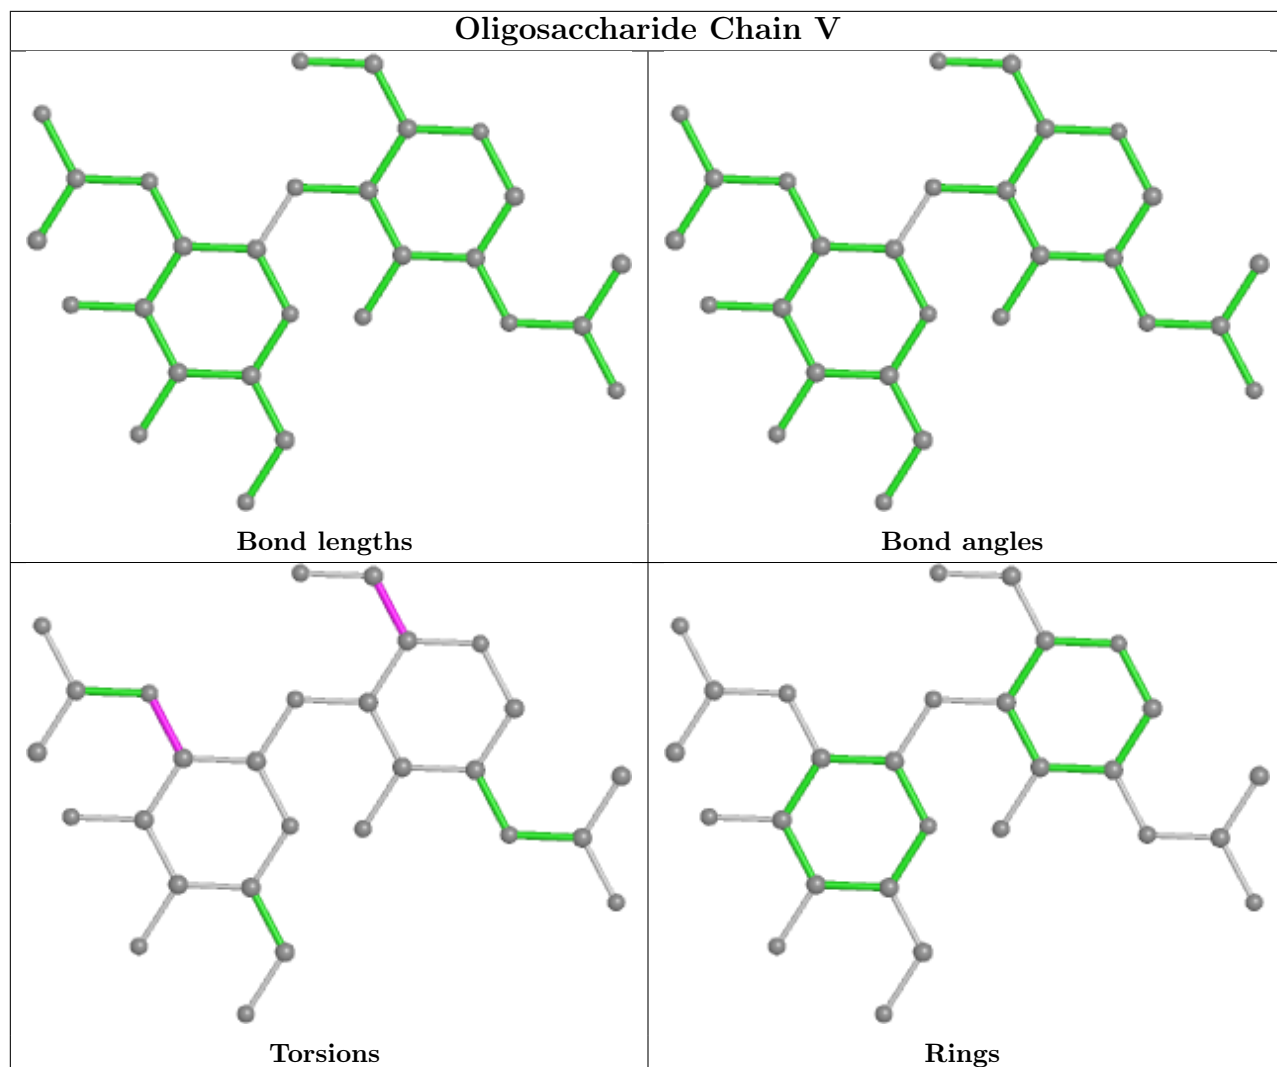 Oligosaccharide Chain V
Bond lengths
Bond angles
Torsions
Rings